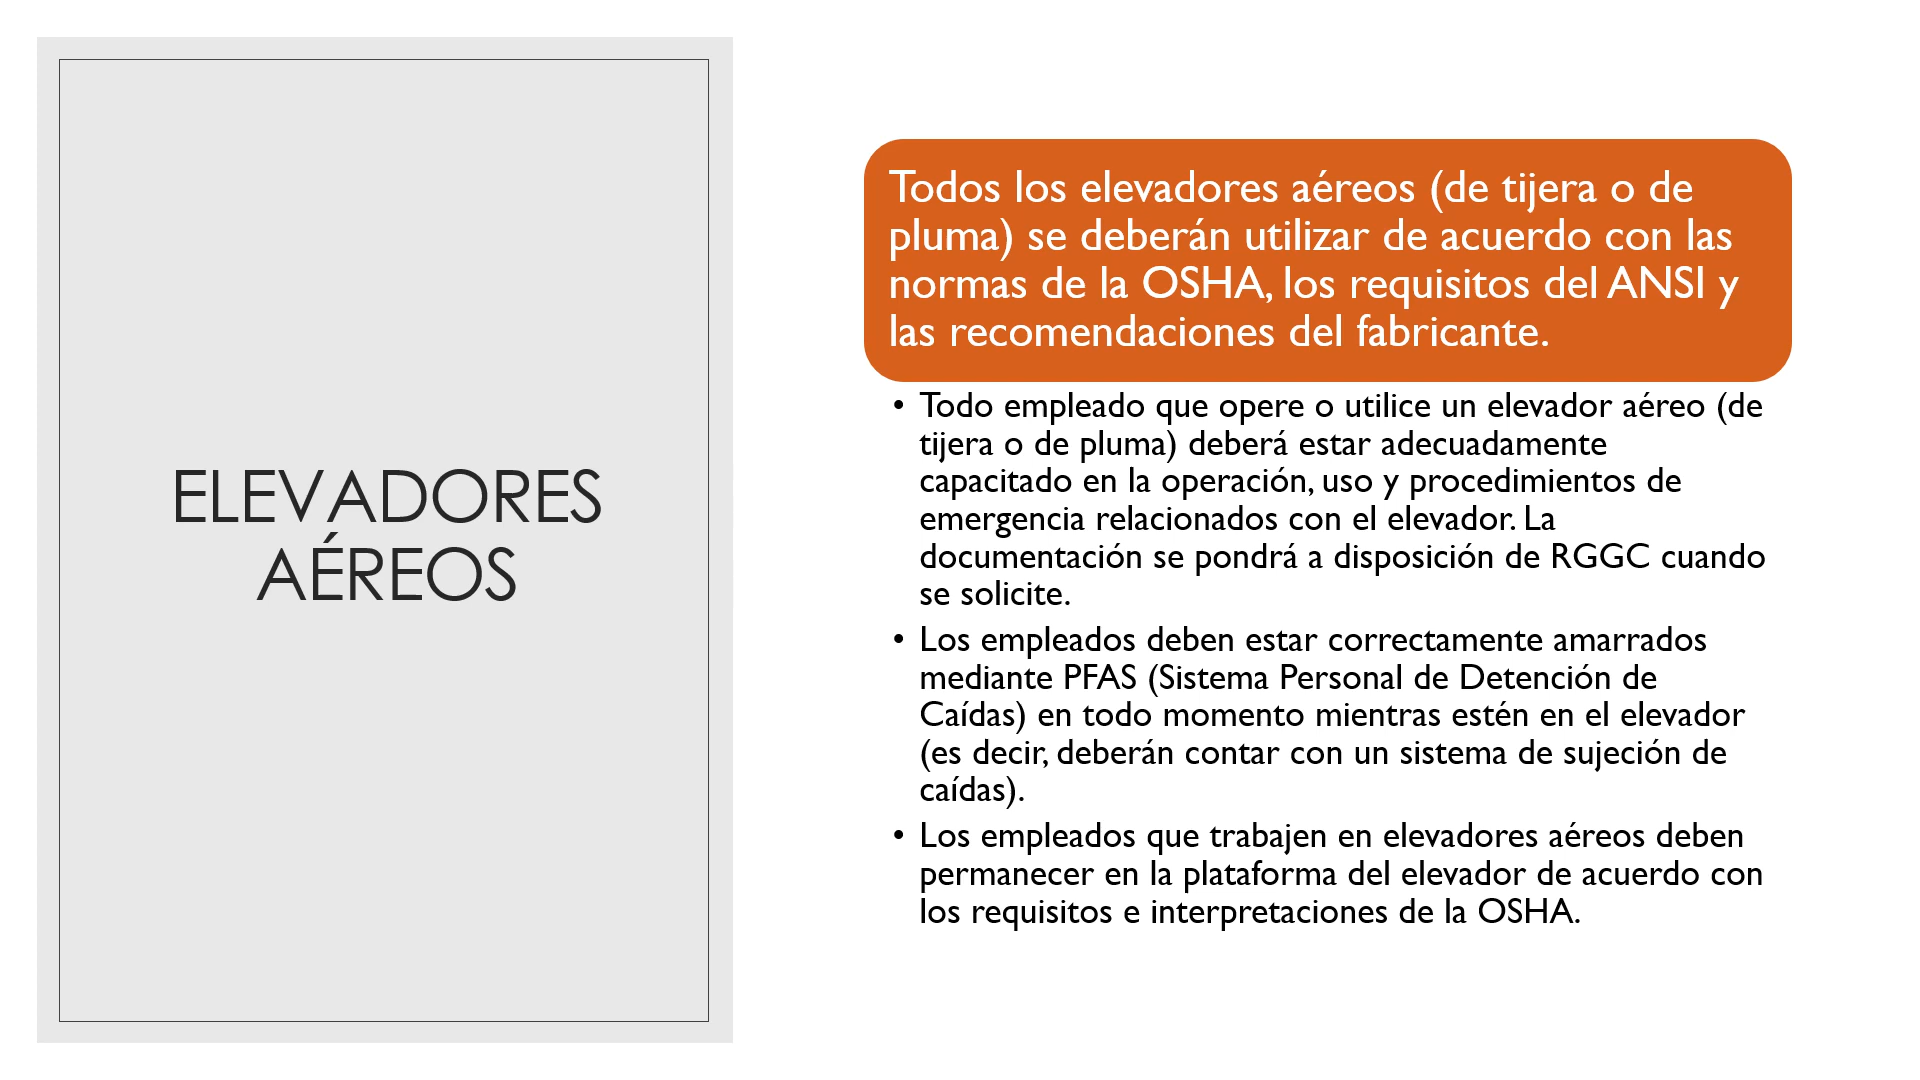 ELEVADORES
AÉREOS
Todos los elevadores aéreos (de tijera o de
pluma) se deberán utilizar de acuerdo con las
normas de la OSHA, los requisitos del ANSI y
las recomendaciones del fabricante.
• Todo empleado que opere o utilice un elevador aéreo (de
tijera o de pluma) deberá estar adecuadamente
capacitado en la operación, uso y procedimientos de
emergencia relacionados con el elevador. La
documentación se pondrá a disposición de RGGC cuando
se solicite.
• Los empleados deben estar correctamente amarrados
mediante PFAS (Sistema Personal de Detención de
Caídas) en todo momento mientras estén en el elevador
(es decir, deberán contar con un sistema de sujeción de
caídas).
• Los empleados que trabajen en elevadores aéreos deben
permanecer en la plataforma del elevador de acuerdo con
los requisitos e interpretaciones de la OSHA.